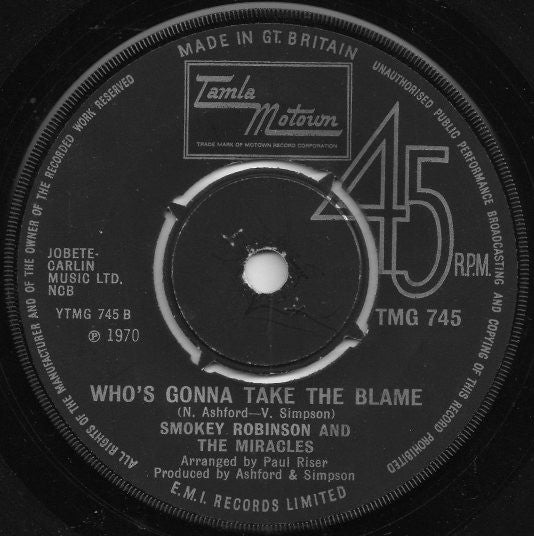 MADE IN GT. BRITAIN
UNAUTHORISED PUBLIC PERFORMANCE BROADCASTING AND COPYING OF THIS RECORD PROHIBITED
ALL RIGHTS OF THE MANUFACTURER AND OF THE OWNER OF THE RECORDED WORK RESERVED
Tamla
Motown
TRADE MARK OF MOTOWN RECORD CORPORATION
45
R.P.M.
JOBETE-
CARLIN
MUSIC LTD.
NCB
YTMG 745 B
℗ 1970
TMG 745
WHO'S GONNA TAKE THE BLAME
(N. Ashford—V. Simpson)
SMOKEY ROBINSON AND
THE MIRACLES
Arranged by Paul Riser
Produced by Ashford & Simpson
E.M.I. RECORDS LIMITED